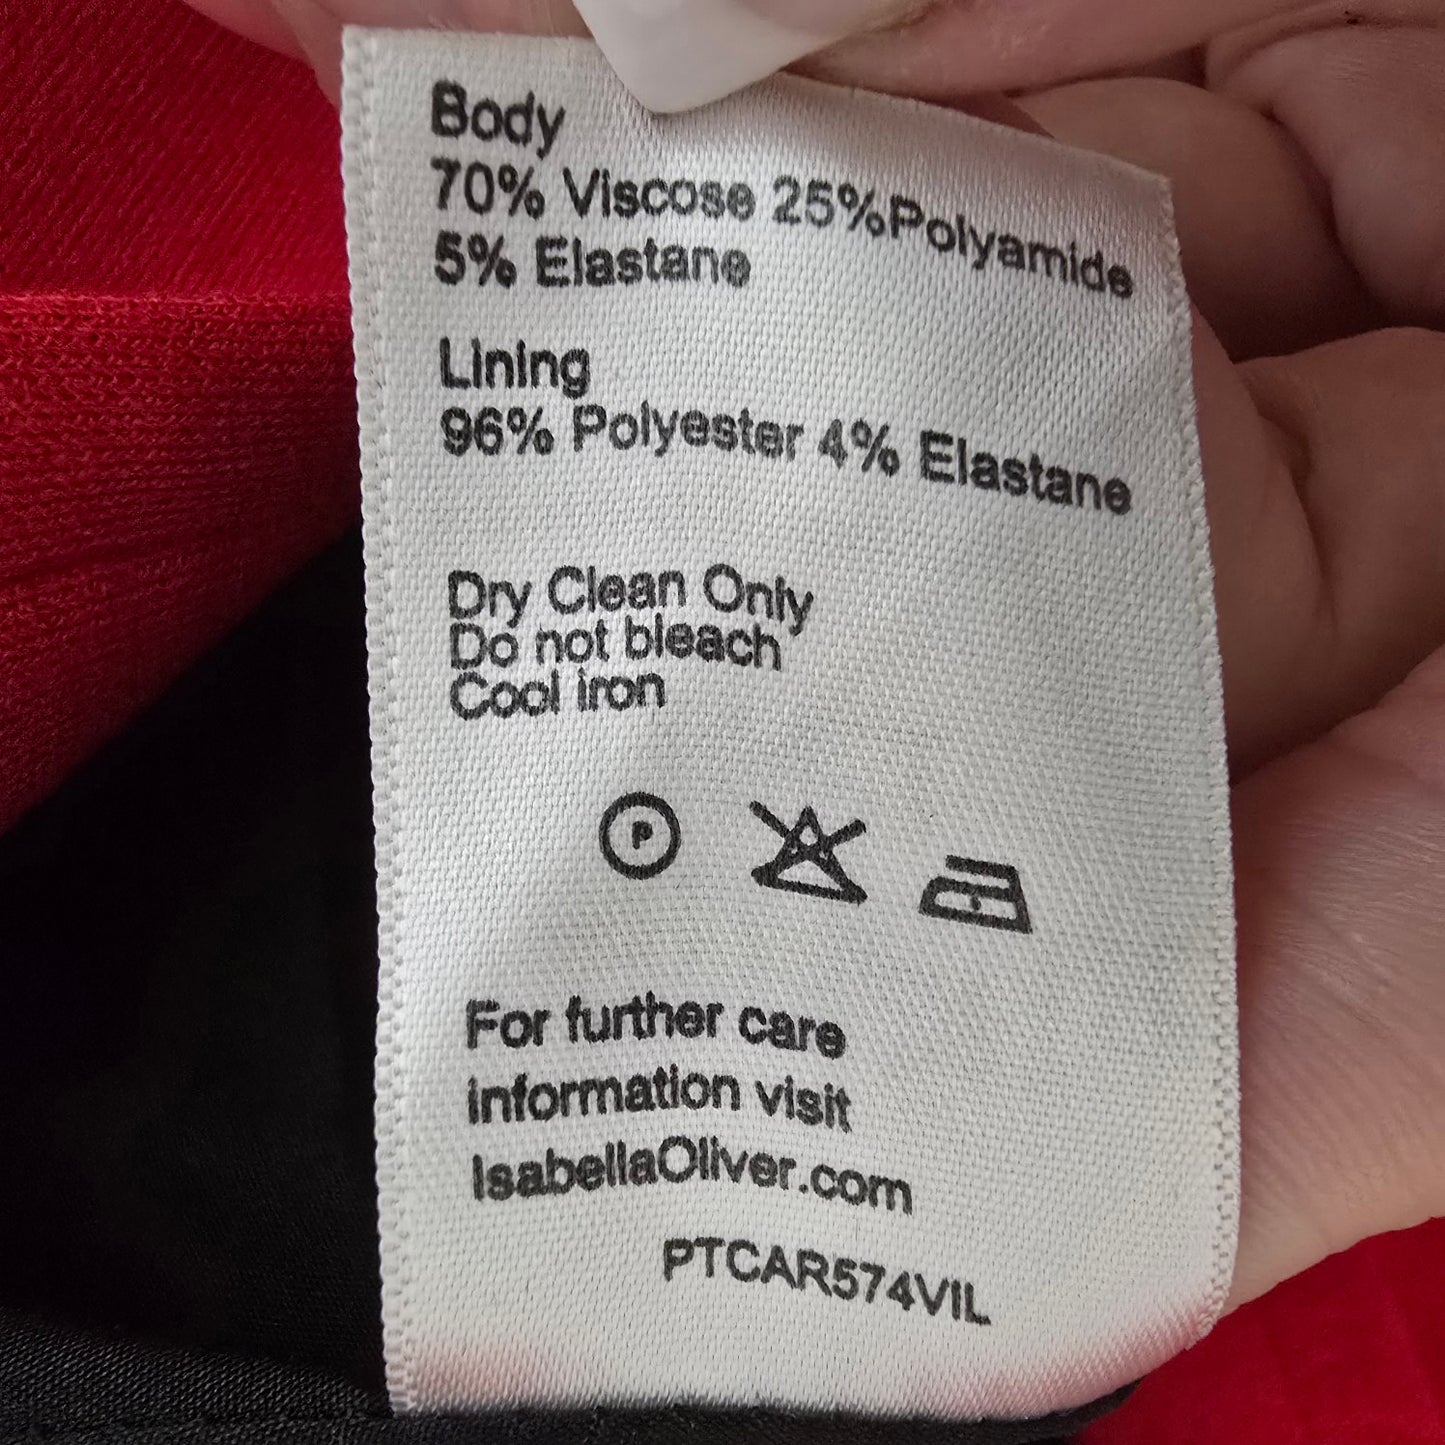 Body
70% Viscose 25%Polyamide
5% Elastane
Lining
96% Polyester 4% Elastane
Dry Clean Only
Do not bleach
Cool iron
P
For further care
information visit
IsabellaOliver.com
PTCAR574VIL